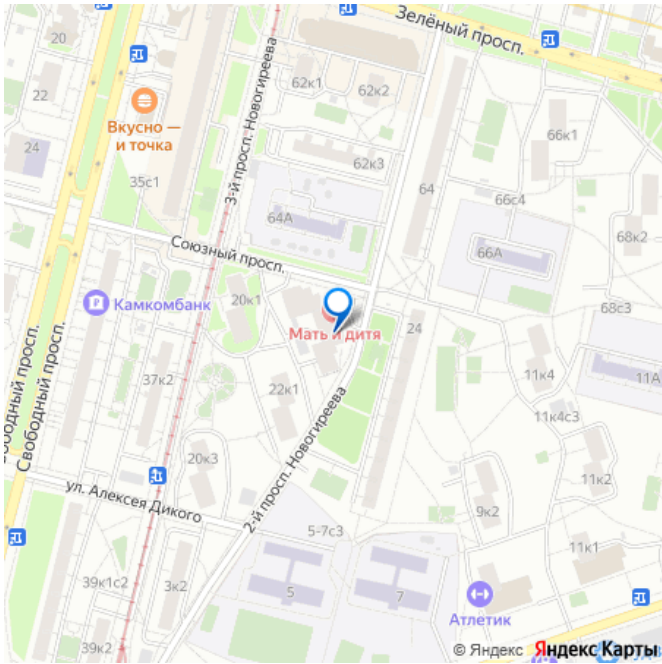 Зелёный просп.
20
62к1
62к2
22
Вкусно —
и точка
66к1
24
3-й просп. Новогиреева
62к3
35с1
64
66с4
64А
68к2
Союзный просп.
66А
20к1
Камкомбанк
68с3
Мать и дитя
24
Свободный просп.
37к2
11к4
11А
22к1
2-й просп. Новогиреева
11к4с3
20к3
11к2
ул. Алексея Дикого
9к2
5-7с3
11к1
39к1с2
3к2
5
7
Атлетик
39к2
© Яндекс Яндекс Карты